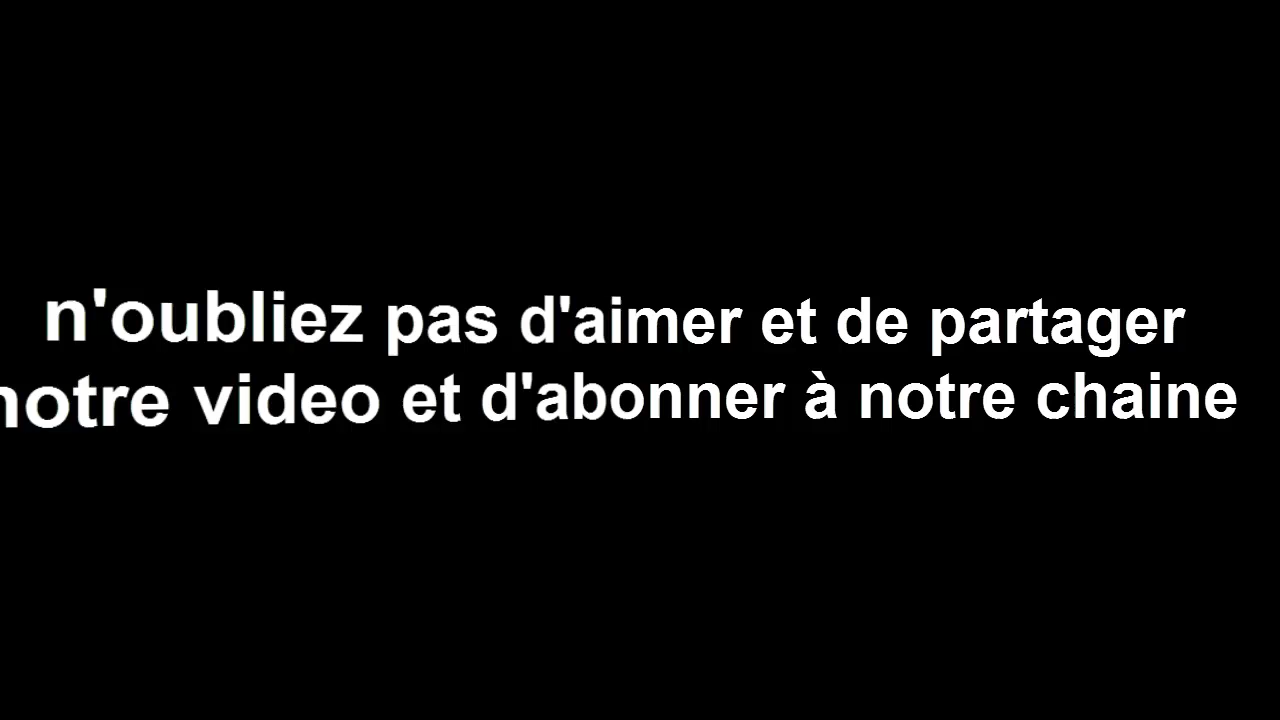 n'oubliez pas d'aimer et de partager
notre video et d'abonner à notre chaine